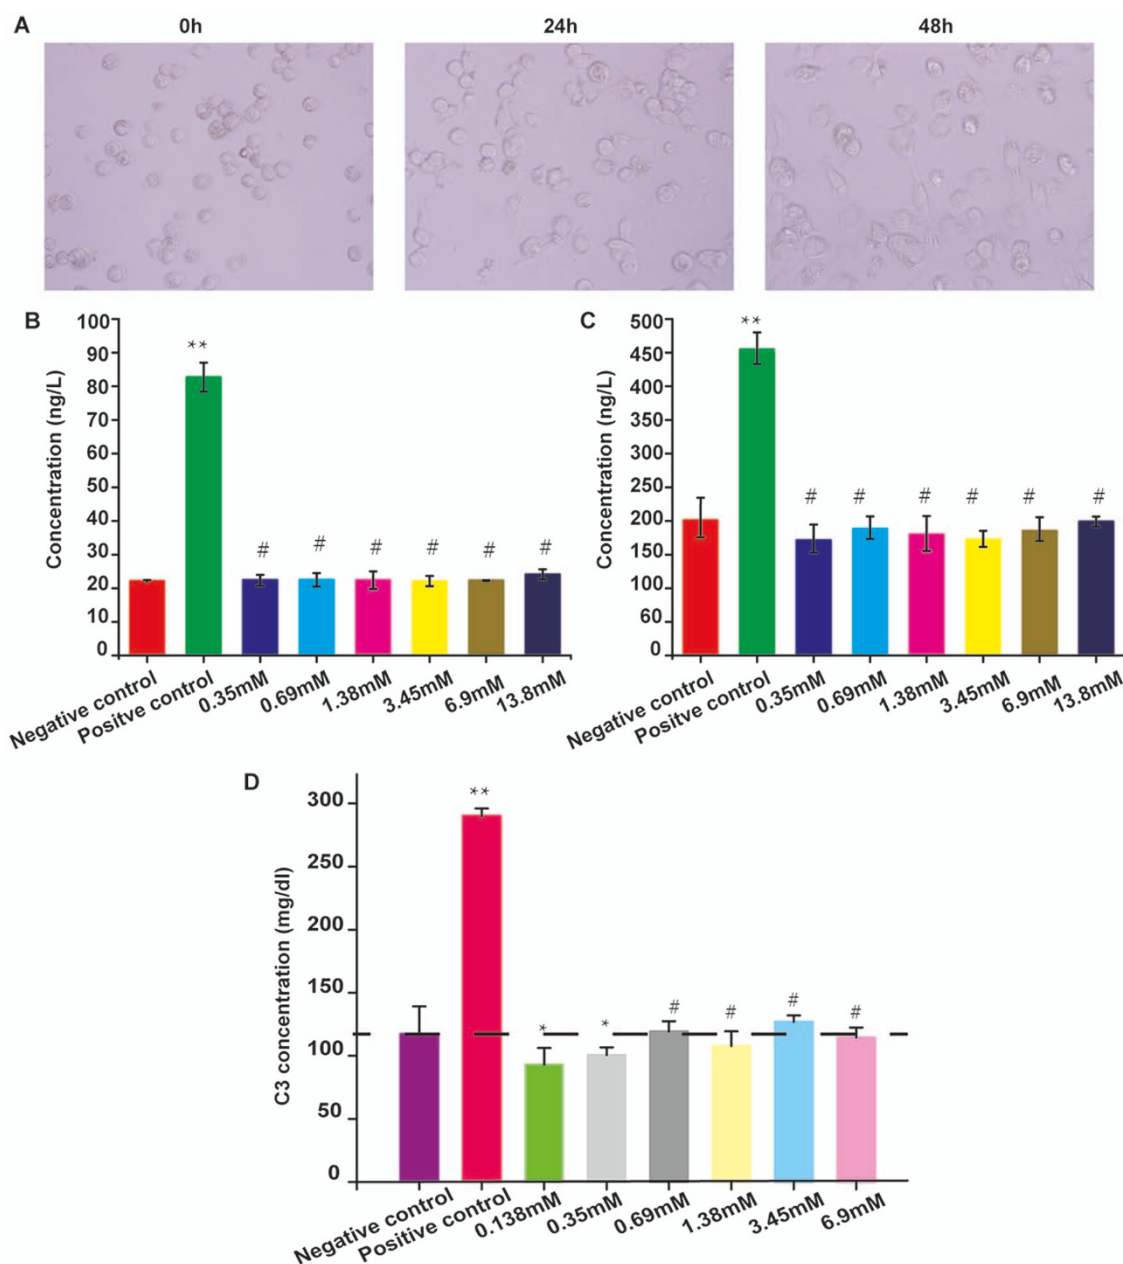 A
0h
24h
48h
B
Concentration (ng/L)
100
90
80
70
60
50
40
30
20
10
0
**
#
#
#
#
#
#
Negative control
Positve control
0.35mM
0.69mM
1.38mM
3.45mM
6.9mM
13.8mM
C
Concentration (ng/L)
500
450
500
450
300
250
200
150
100
60
0
**
#
#
#
#
#
#
Negative control
Positve control
0.35mM
0.69mM
1.38mM
3.45mM
6.9mM
13.8mM
D
C3 concentration (mg/dl)
300
250
200
150
100
50
0
**
*
*
#
#
#
#
Negative control
Positive control
0.138mM
0.35mM
0.69mM
1.38mM
3.45mM
6.9mM